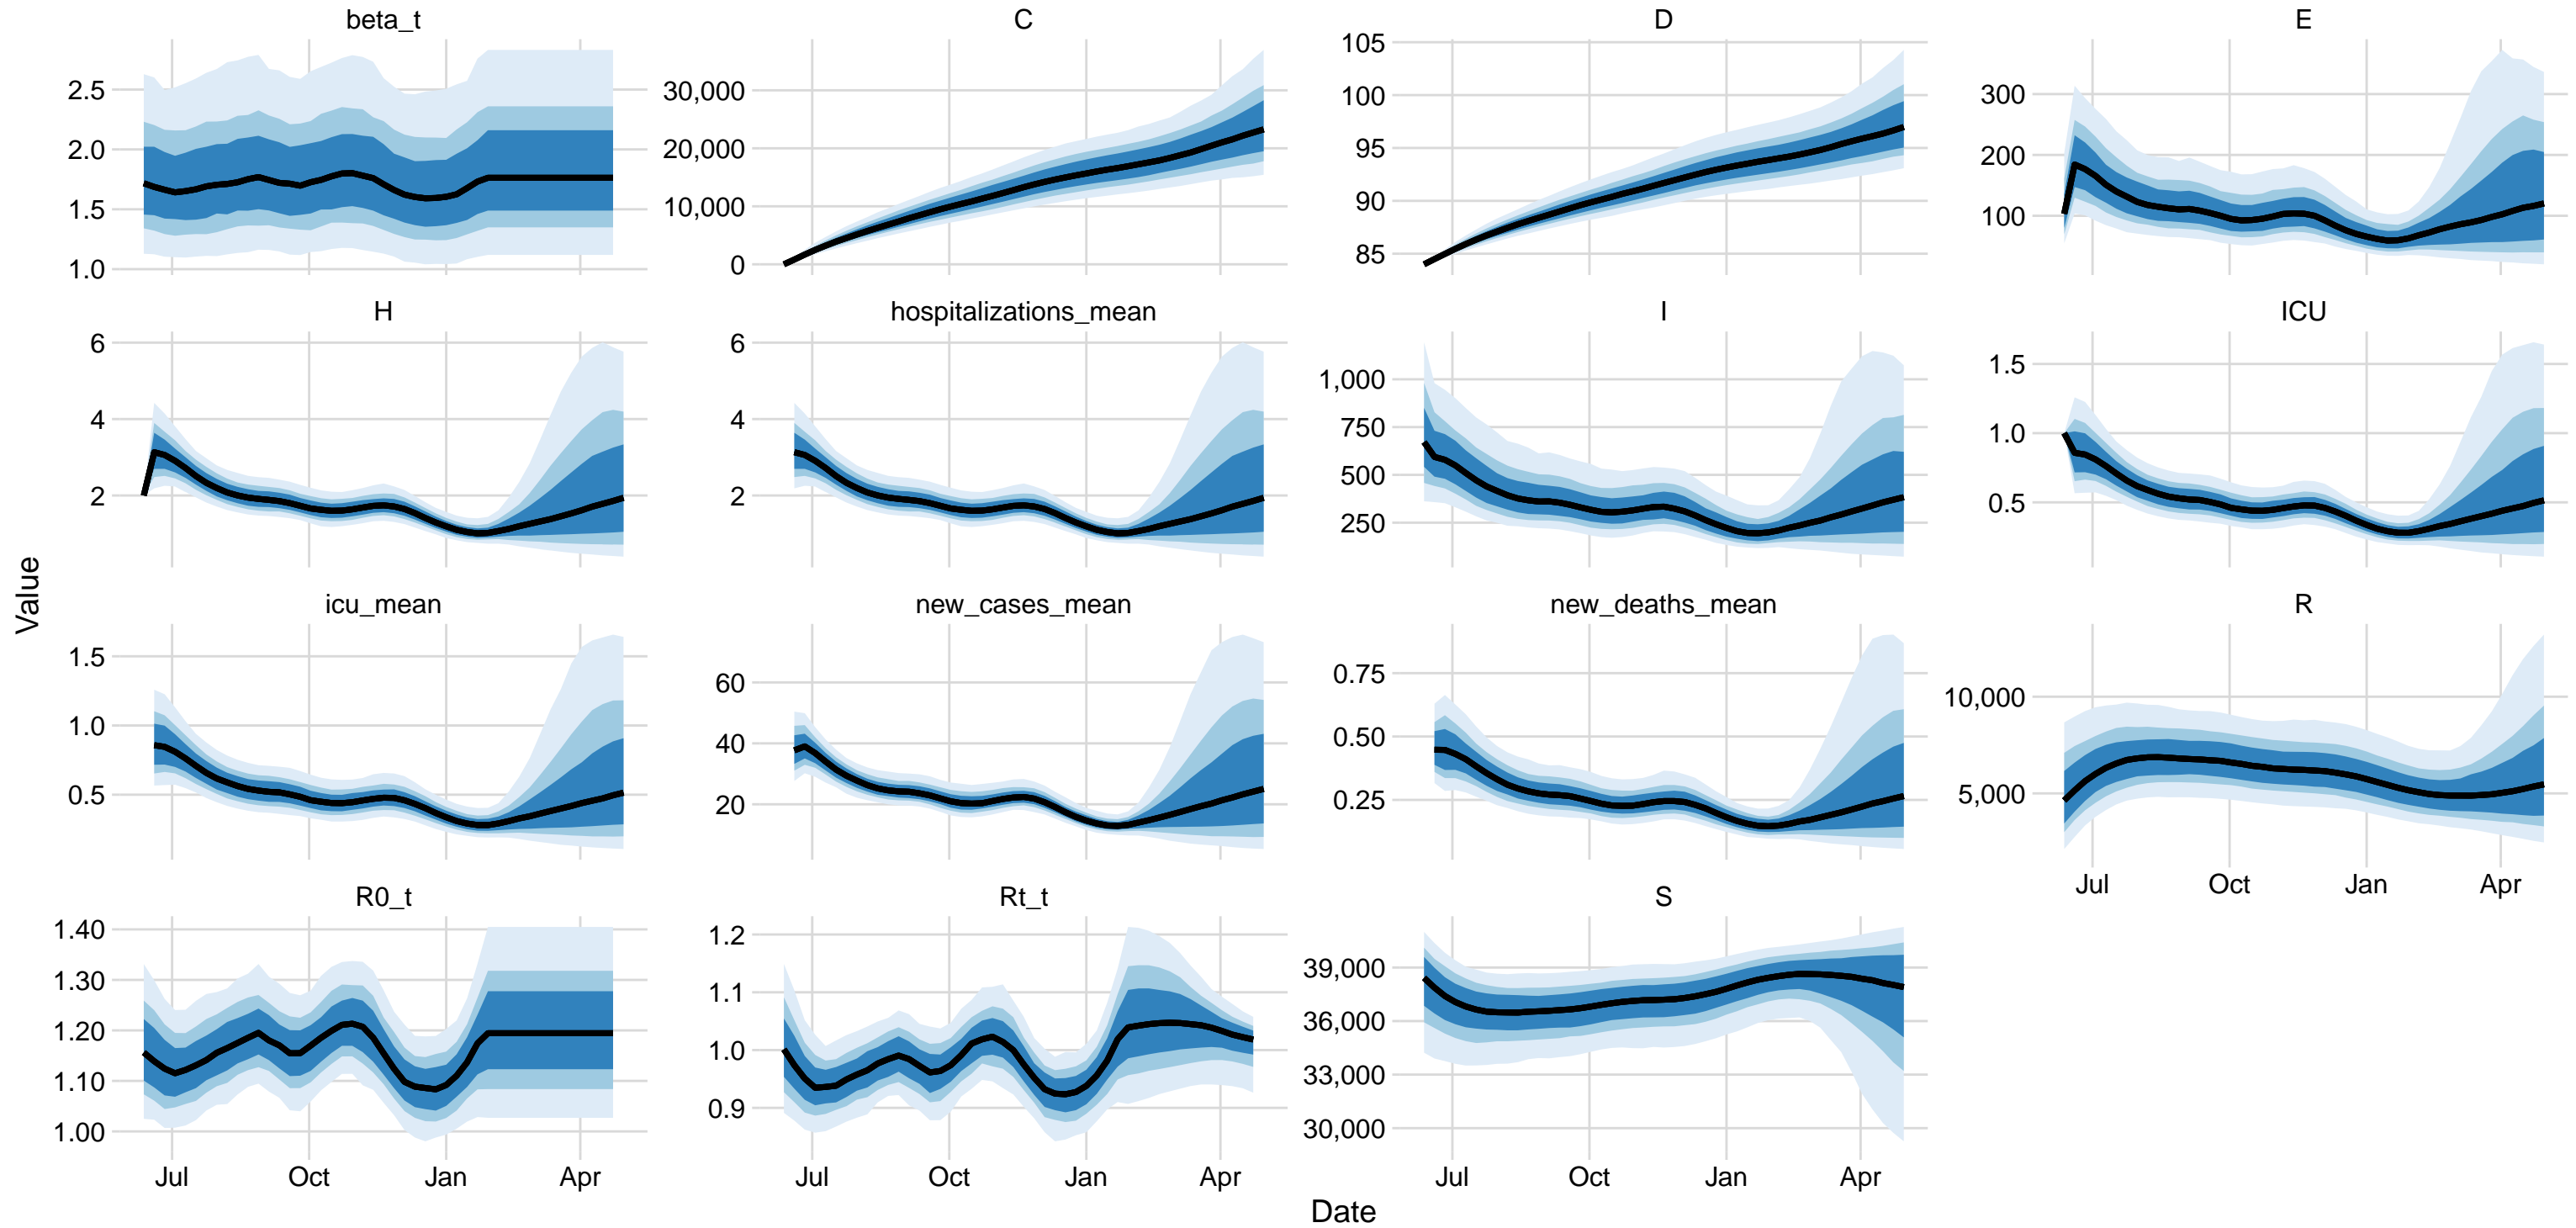 beta_t
C
D
E
2.5
2.0
1.5
1.0
30,000
20,000
10,000
0
105
100
95
90
85
300
200
100
H
hospitalizations_mean
I
ICU
6
4
2
6
4
2
1,000
750
500
250
1.5
1.0
0.5
Value
icu_mean
new_cases_mean
new_deaths_mean
R
1.5
1.0
0.5
60
40
20
0.75
0.50
0.25
10,000
5,000
Jul Oct Jan Apr
R0_t
Rt_t
S
1.40
1.30
1.20
1.10
1.00
1.2
1.1
1.0
0.9
39,000
36,000
33,000
30,000
Jul Oct Jan Apr
Jul Oct Jan Apr
Jul Oct Jan Apr
Date